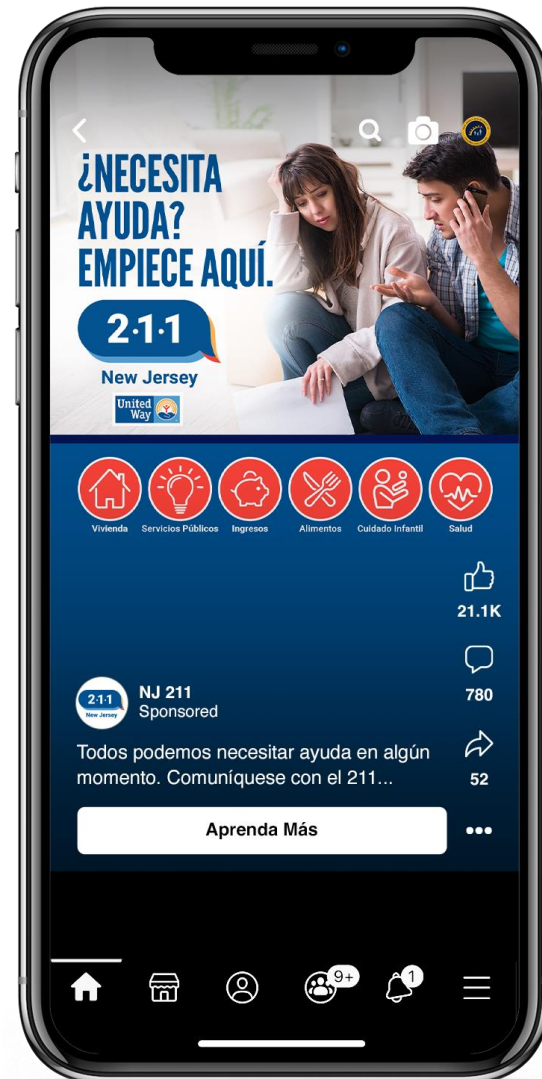 ¿NECESITA
AYUDA?
EMPIECE AQUÍ.
2·1·1
New Jersey
United
Way
Vivienda
Servicios Públicos
Ingresos
Alimentos
Cuidado Infantil
Salud
21.1K
780
2·1·1
New Jersey
NJ 211
Sponsored
Todos podemos necesitar ayuda en algún
momento. Comuníquese con el 211...
52
Aprenda Más
9+
1